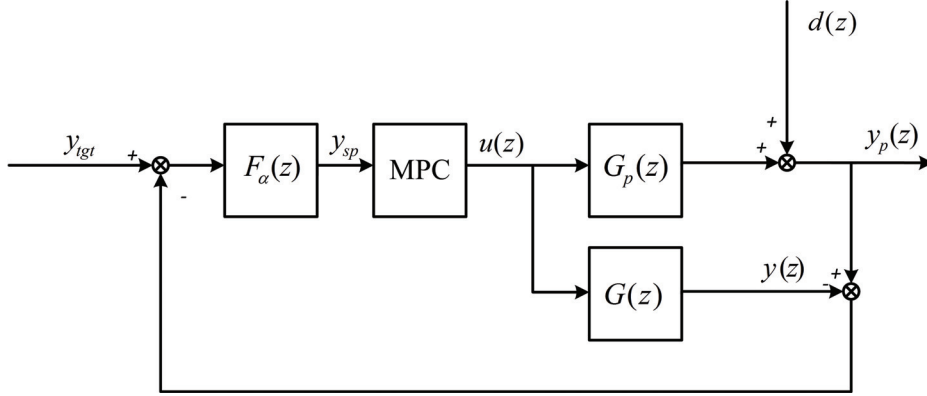 d(z)
y_tgt
+
-
F_α(z)
y_sp
MPC
u(z)
G_p(z)
+
+
y_p(z)
G(z)
y(z)
+
-